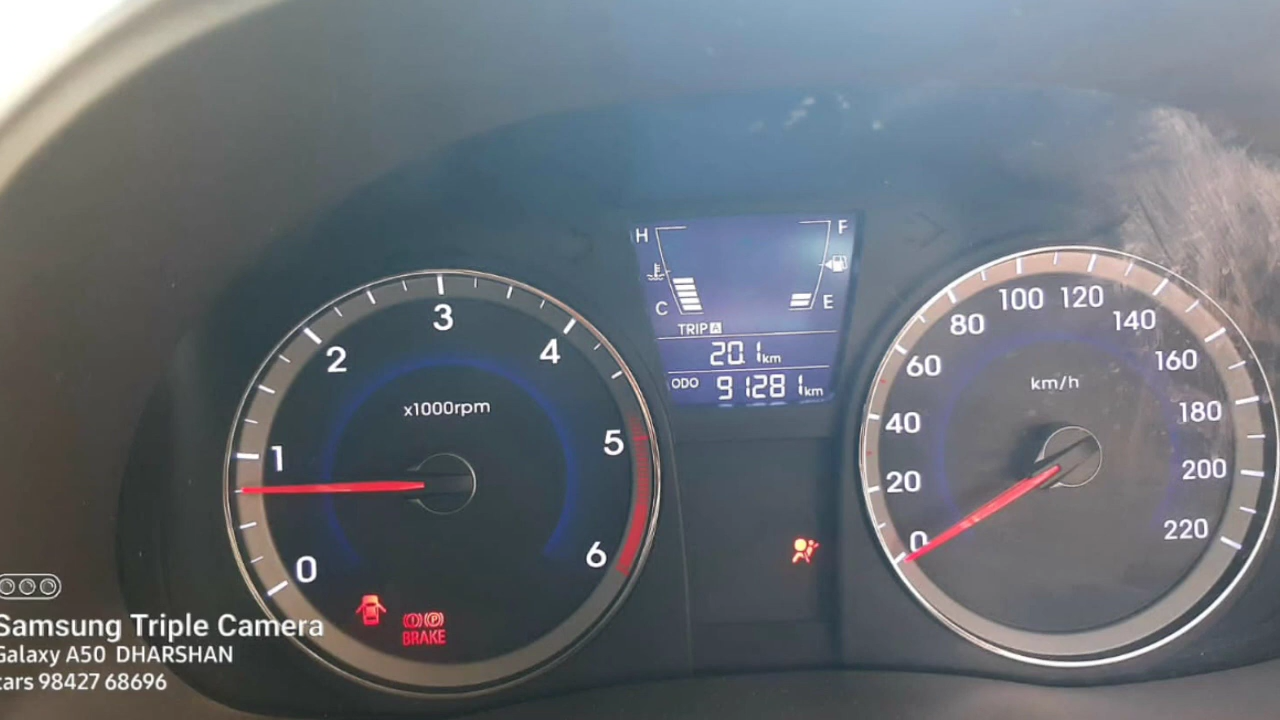 H F
C E
TRIP A
20.1 km
ODO 91281 km
0 1 2 3 4 5 6
x1000rpm
0 20 40 60 80 100 120 140 160 180 200 220
km/h
(!) (P)
BRAKE
Samsung Triple Camera
Galaxy A50 DHARSHAN
cars 98427 68696